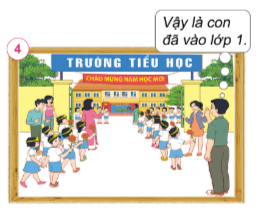 Vậy là con
đã vào lớp 1.
4
TRƯỜNG TIỂU HỌC
CHÀO MỪNG NĂM HỌC MỚI